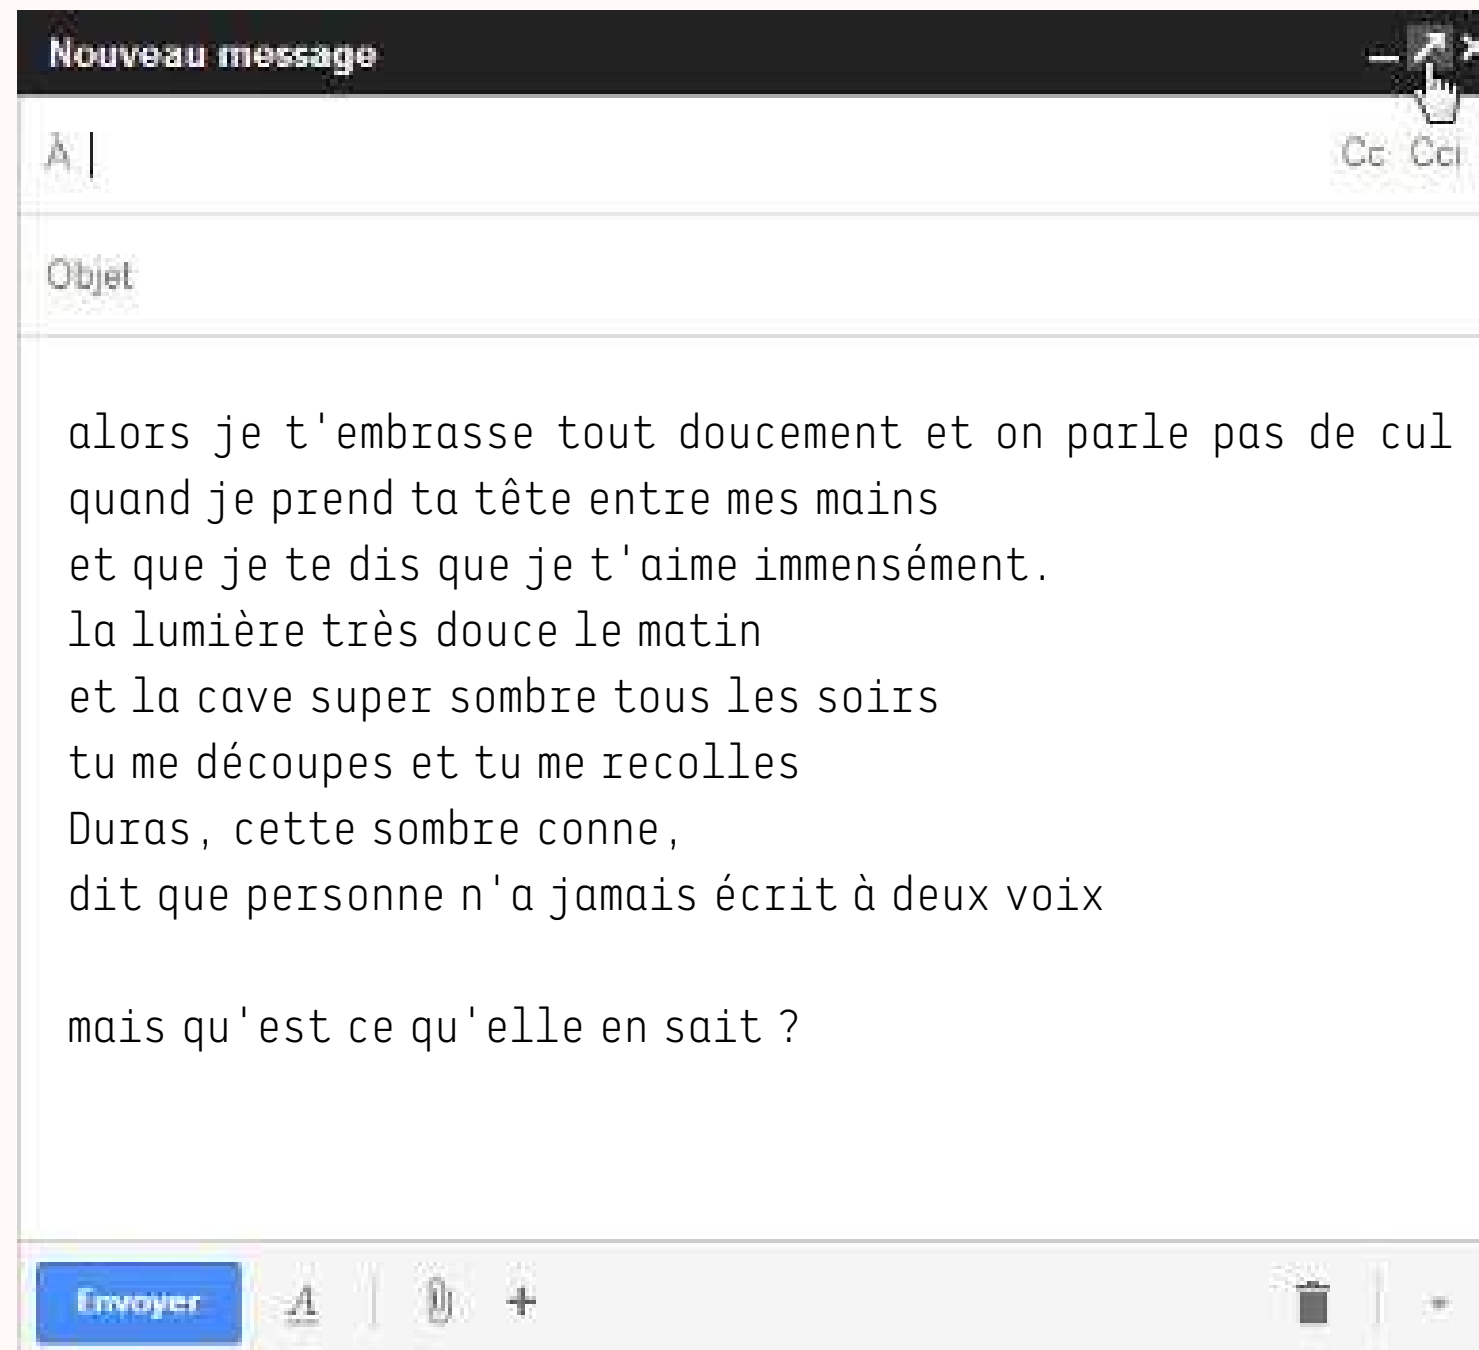 Nouveau message
À Cc Cci
Objet
alors je t'embrasse tout doucement et on parle pas de cul
quand je prend ta tête entre mes mains
et que je te dis que je t'aime immensément.
la lumière très douce le matin
et la cave super sombre tous les soirs
tu me découpes et tu me recolles
Duras, cette sombre conne,
dit que personne n'a jamais écrit à deux voix
mais qu'est ce qu'elle en sait ?
Envoyer A